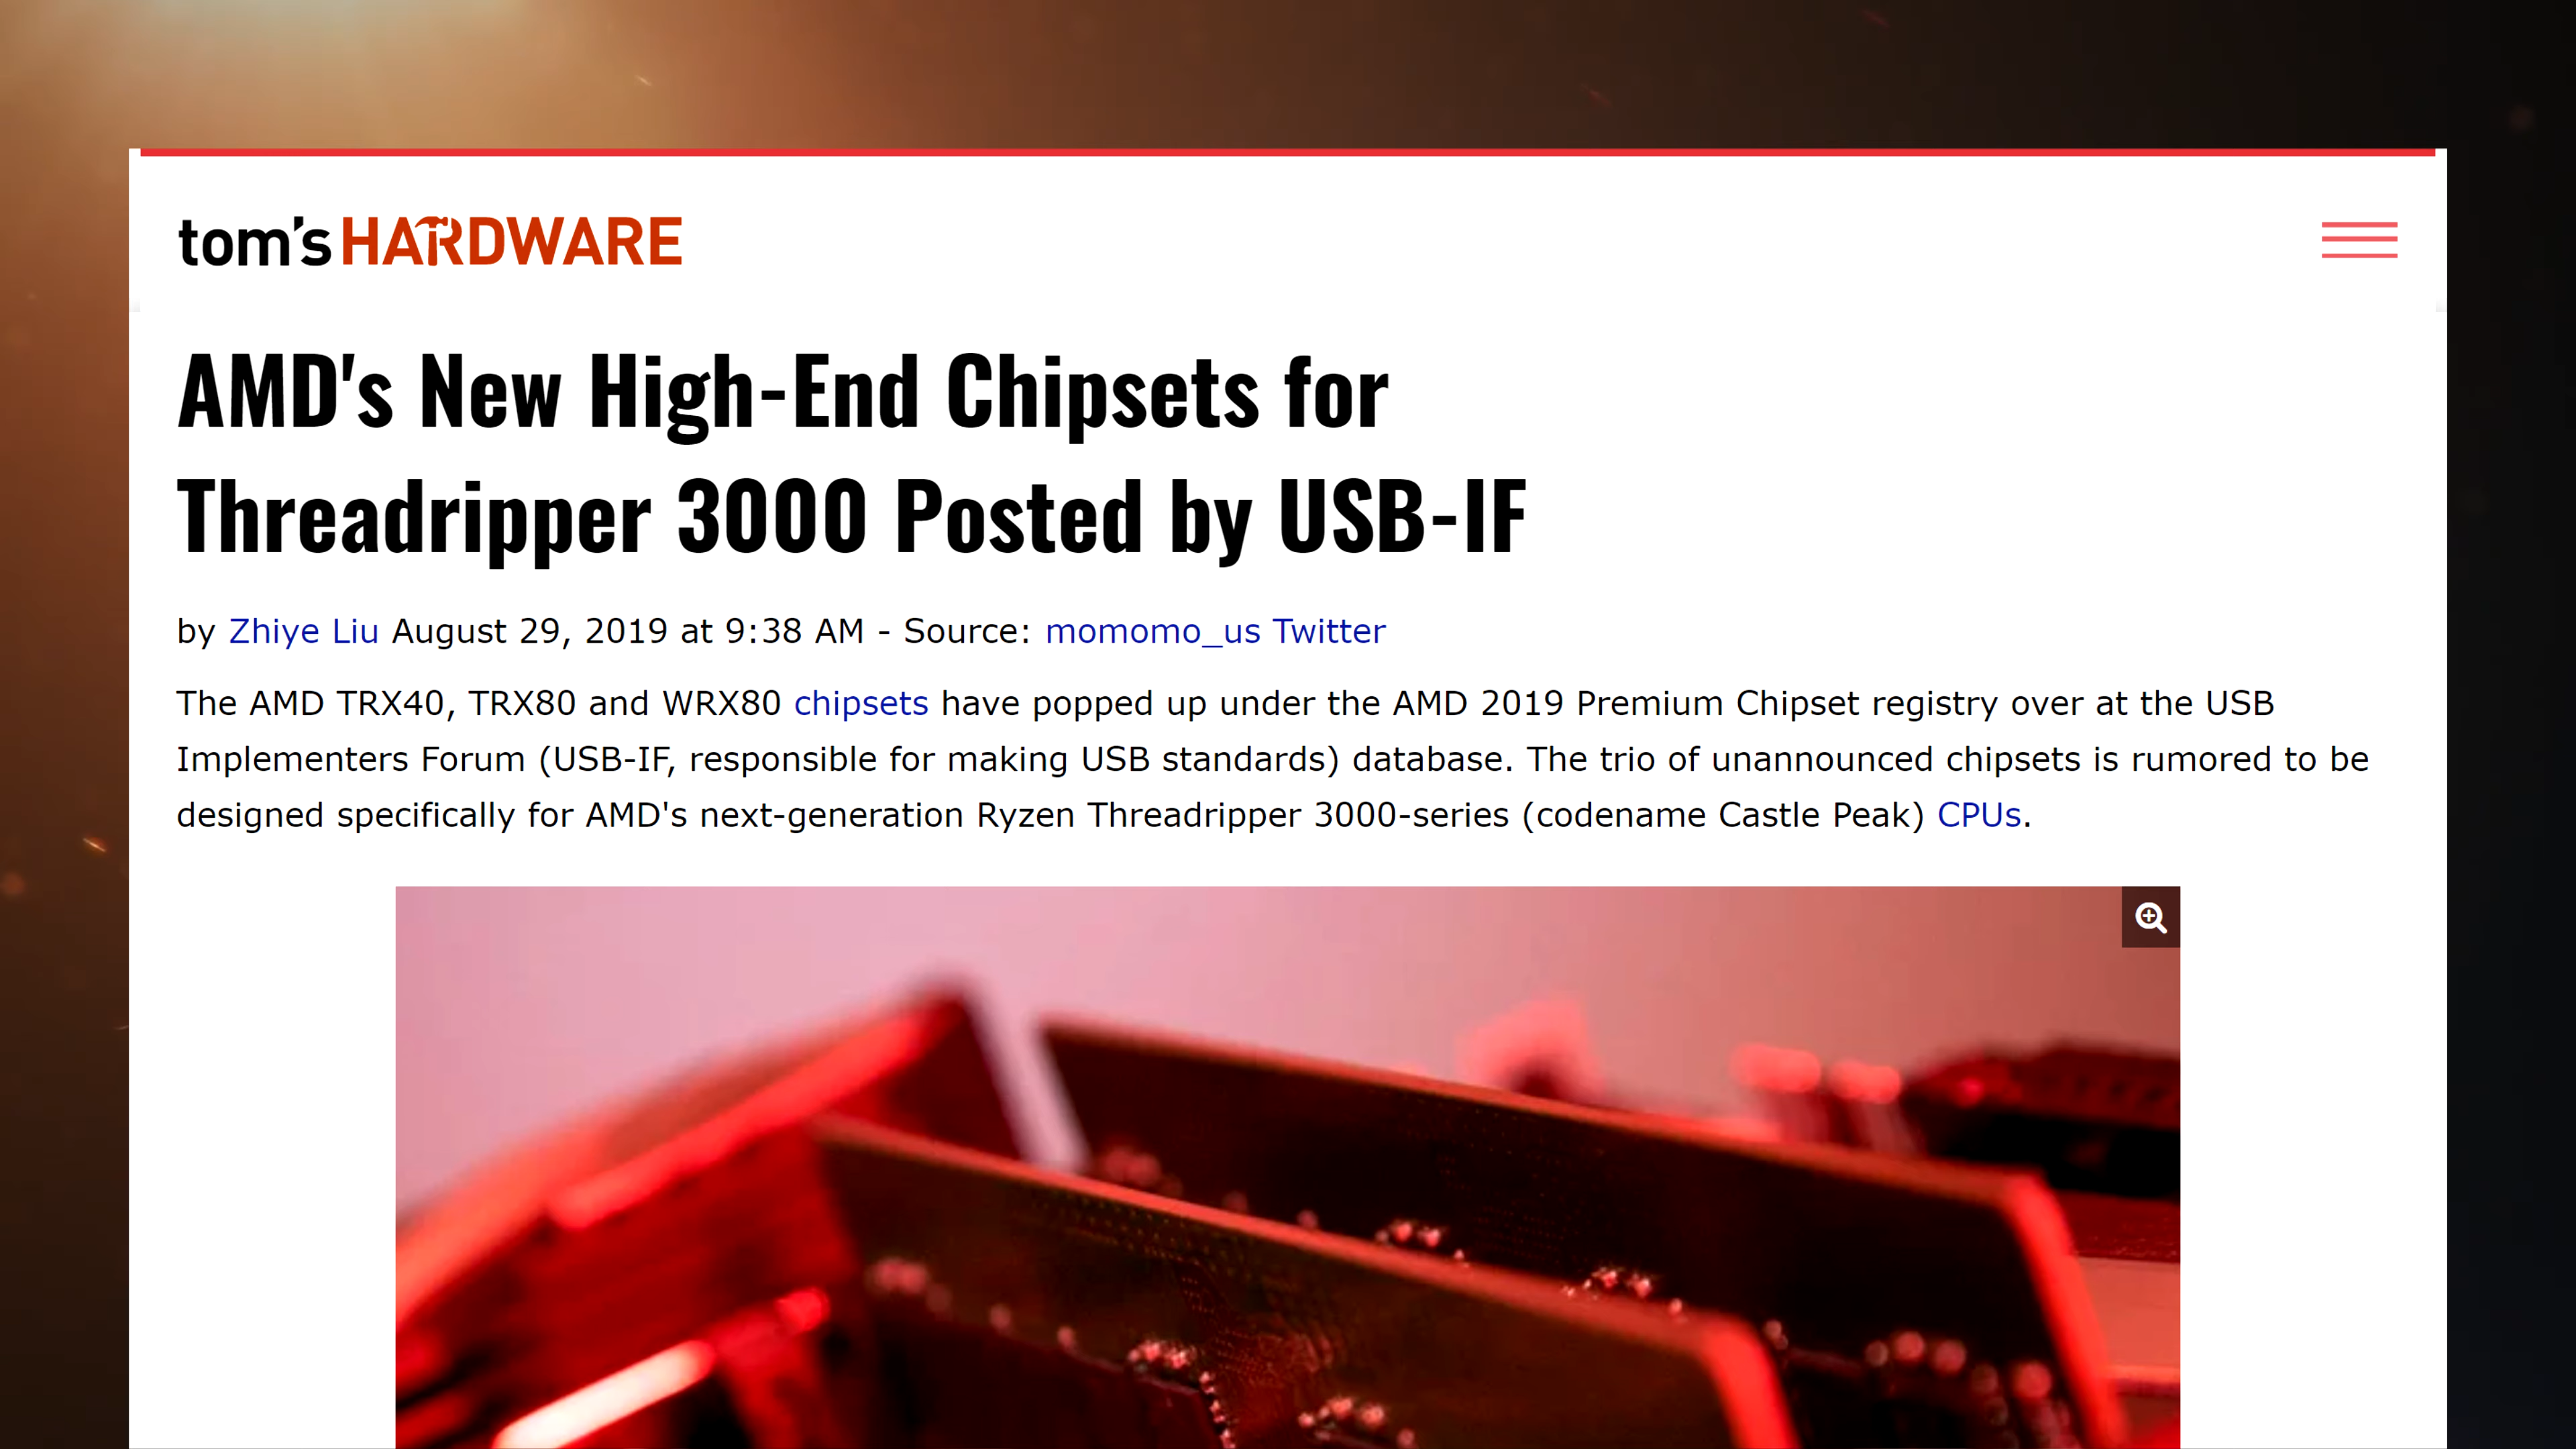 tom's HARDWARE
AMD's New High-End Chipsets for
Threadripper 3000 Posted by USB-IF
by Zhiye Liu August 29, 2019 at 9:38 AM - Source: momomo_us Twitter
The AMD TRX40, TRX80 and WRX80 chipsets have popped up under the AMD 2019 Premium Chipset registry over at the USB
Implementers Forum (USB-IF, responsible for making USB standards) database. The trio of unannounced chipsets is rumored to be
designed specifically for AMD's next-generation Ryzen Threadripper 3000-series (codename Castle Peak) CPUs.